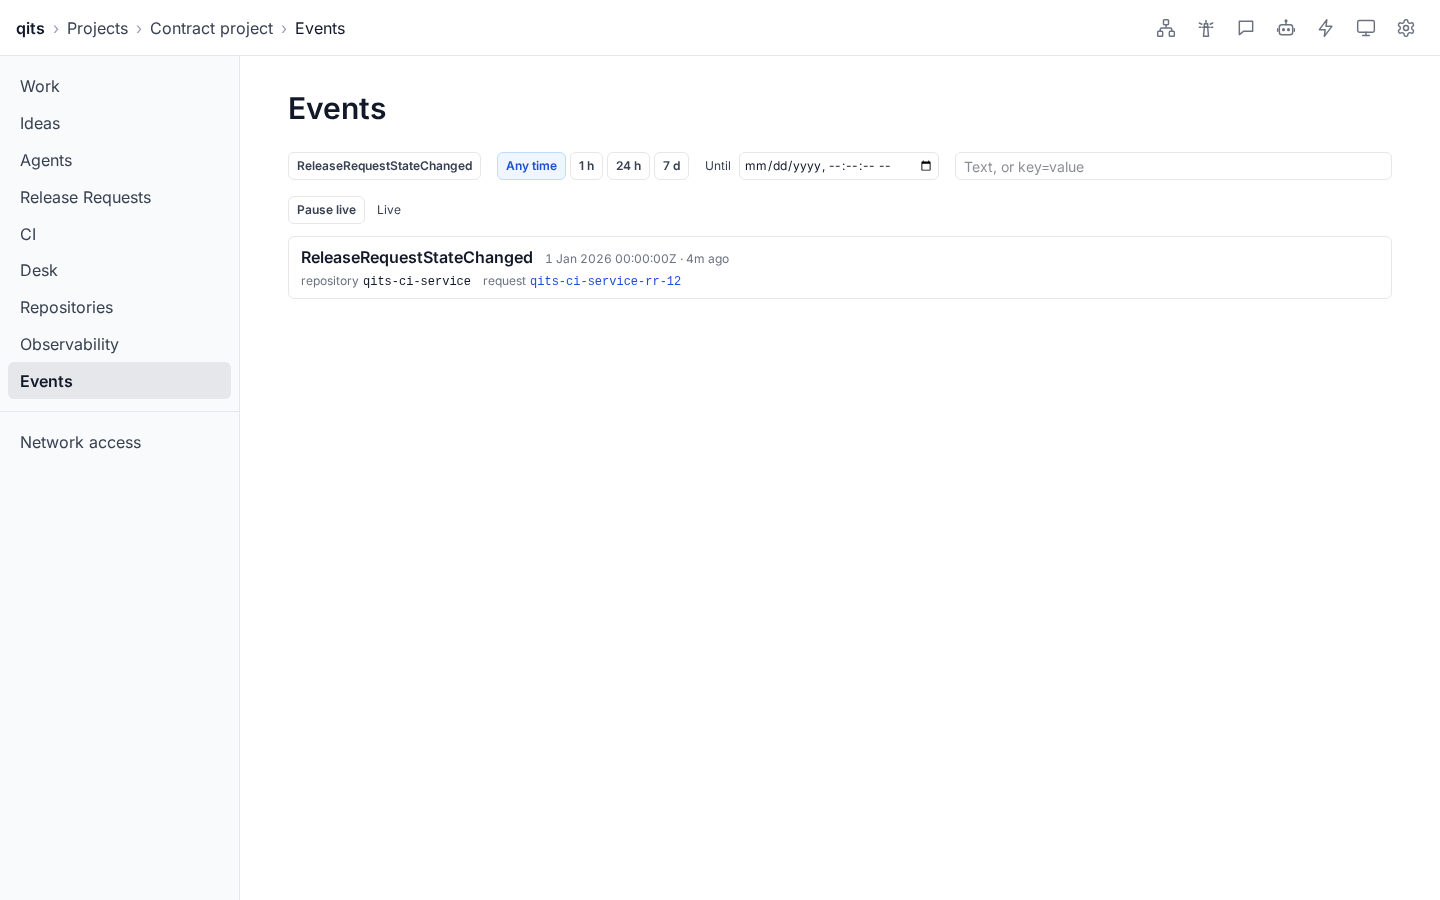 qits › Projects › Contract project › Events
Work
Ideas
Agents
Release Requests
CI
Desk
Repositories
Observability
Events
Network access
Events
ReleaseRequestStateChanged Any time 1 h 24 h 7 d Until mm/dd/yyyy, --:--:-- -- Text, or key=value
Pause live Live
ReleaseRequestStateChanged 1 Jan 2026 00:00:00Z · 4m ago
repository qits-ci-service request qits-ci-service-rr-12